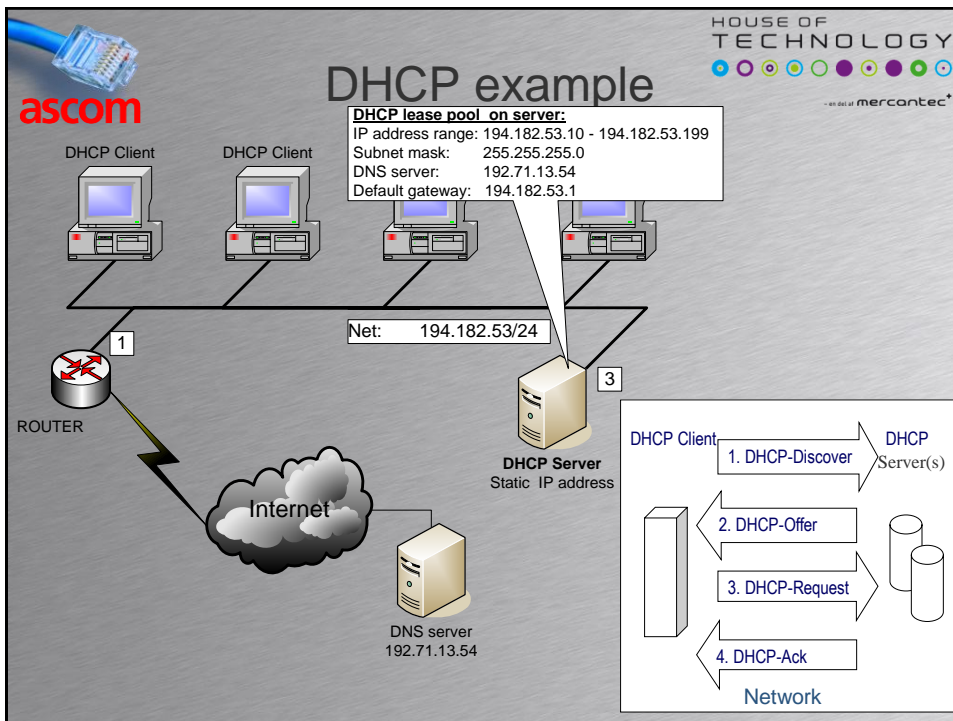 HOUSE OF
TECHNOLOGY
- en del af mercantec+
ascom
DHCP example
DHCP lease pool on server:
IP address range: 194.182.53.10 - 194.182.53.199
Subnet mask: 255.255.255.0
DNS server: 192.71.13.54
Default gateway: 194.182.53.1
DHCP Client
DHCP Client
Net: 194.182.53/24
1
3
ROUTER
DHCP Server
Static IP address
Internet
DNS server
192.71.13.54
DHCP Client
DHCP
Server(s)
1. DHCP-Discover
2. DHCP-Offer
3. DHCP-Request
4. DHCP-Ack
Network